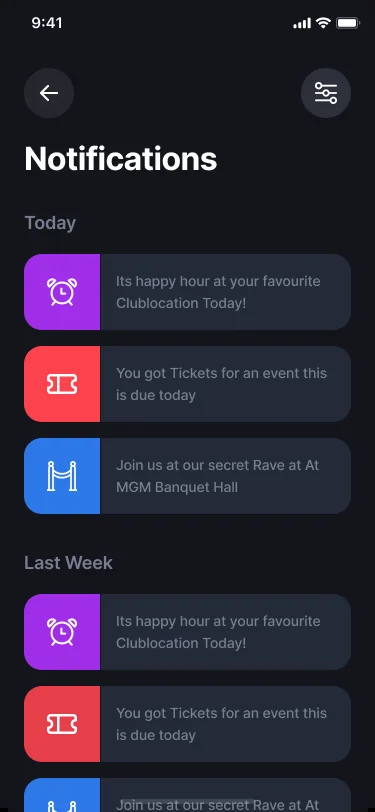 9:41
Notifications
Today
Its happy hour at your favourite
Clublocation Today!
You got Tickets for an event this
is due today
Join us at our secret Rave at At
MGM Banquet Hall
Last Week
Its happy hour at your favourite
Clublocation Today!
You got Tickets for an event this
is due today
Join us at our secret Rave at At